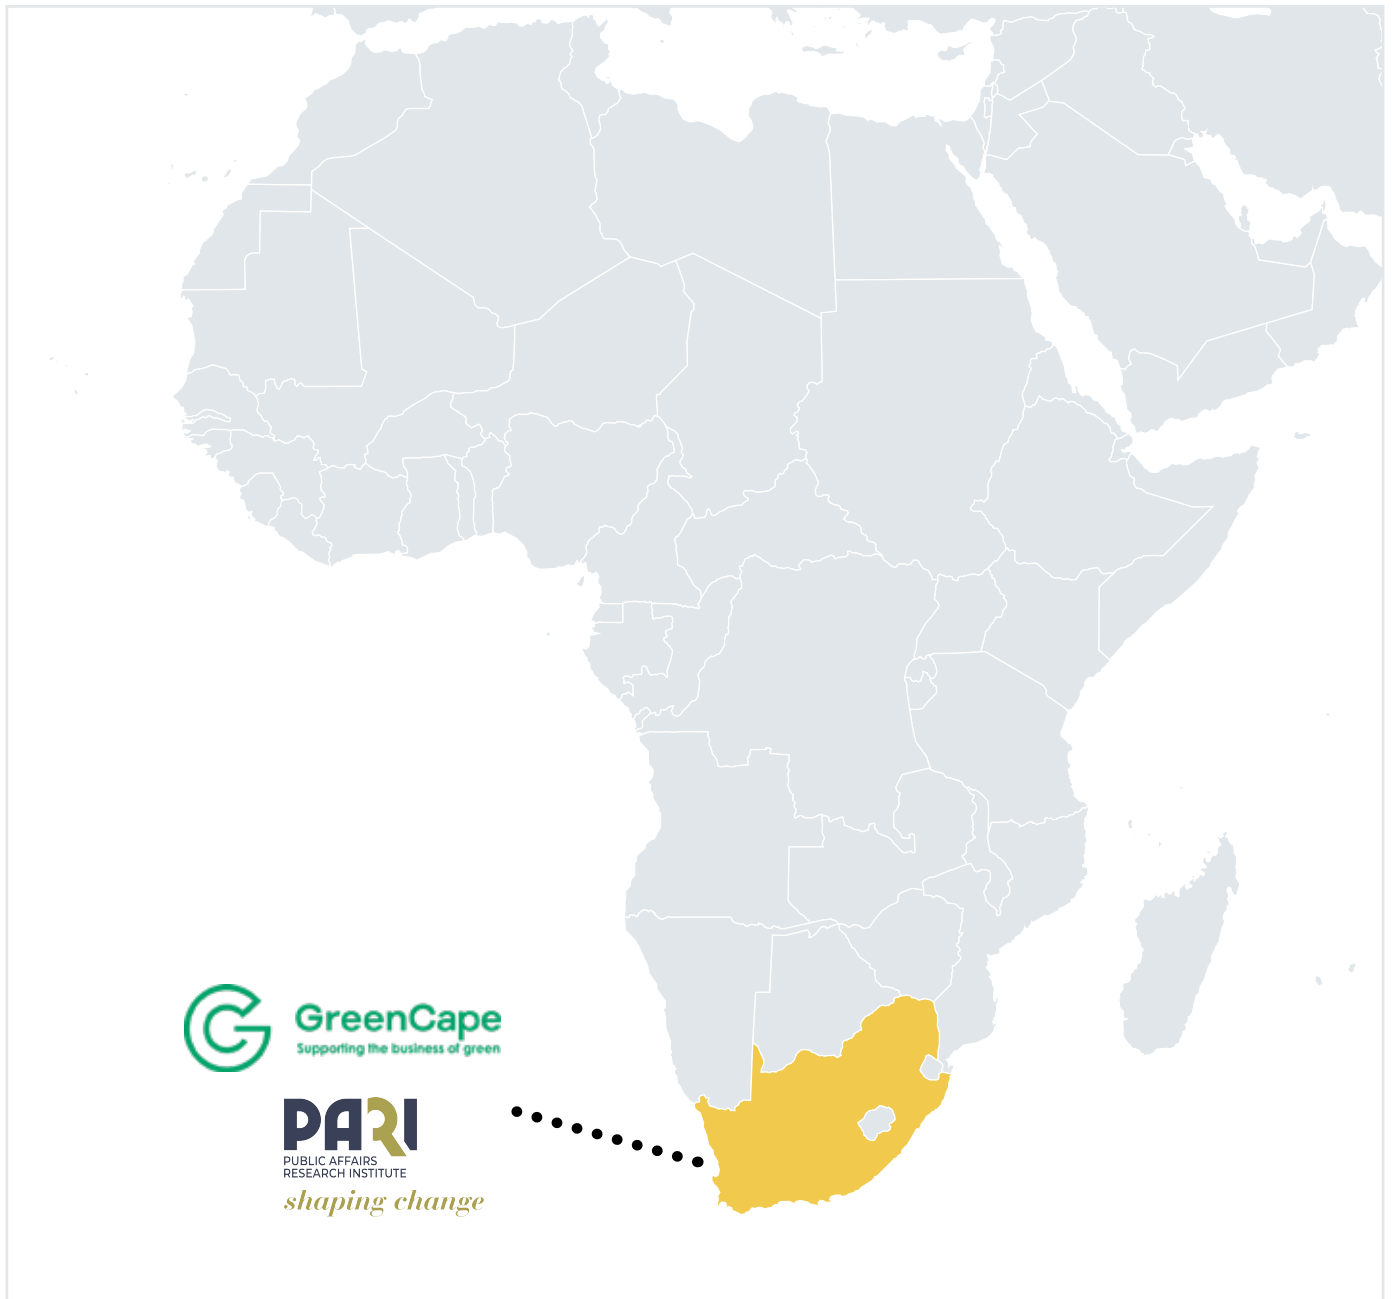 GreenCape
Supporting the business of green
PARI
PUBLIC AFFAIRS
RESEARCH INSTITUTE
shaping change